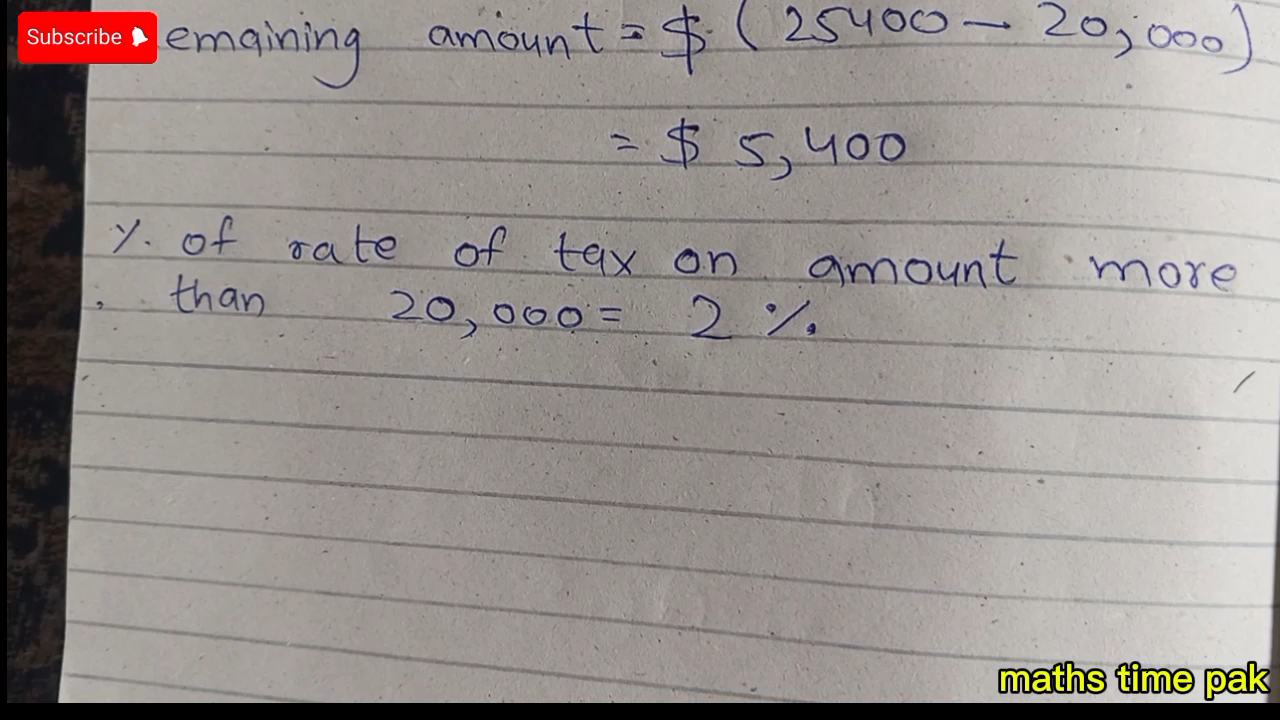 Subscribe
emaining amount = $ (25400 - 20,000)
= $ 5,400
% of rate of tax on amount more
than 20,000 = 2 %
maths time pak